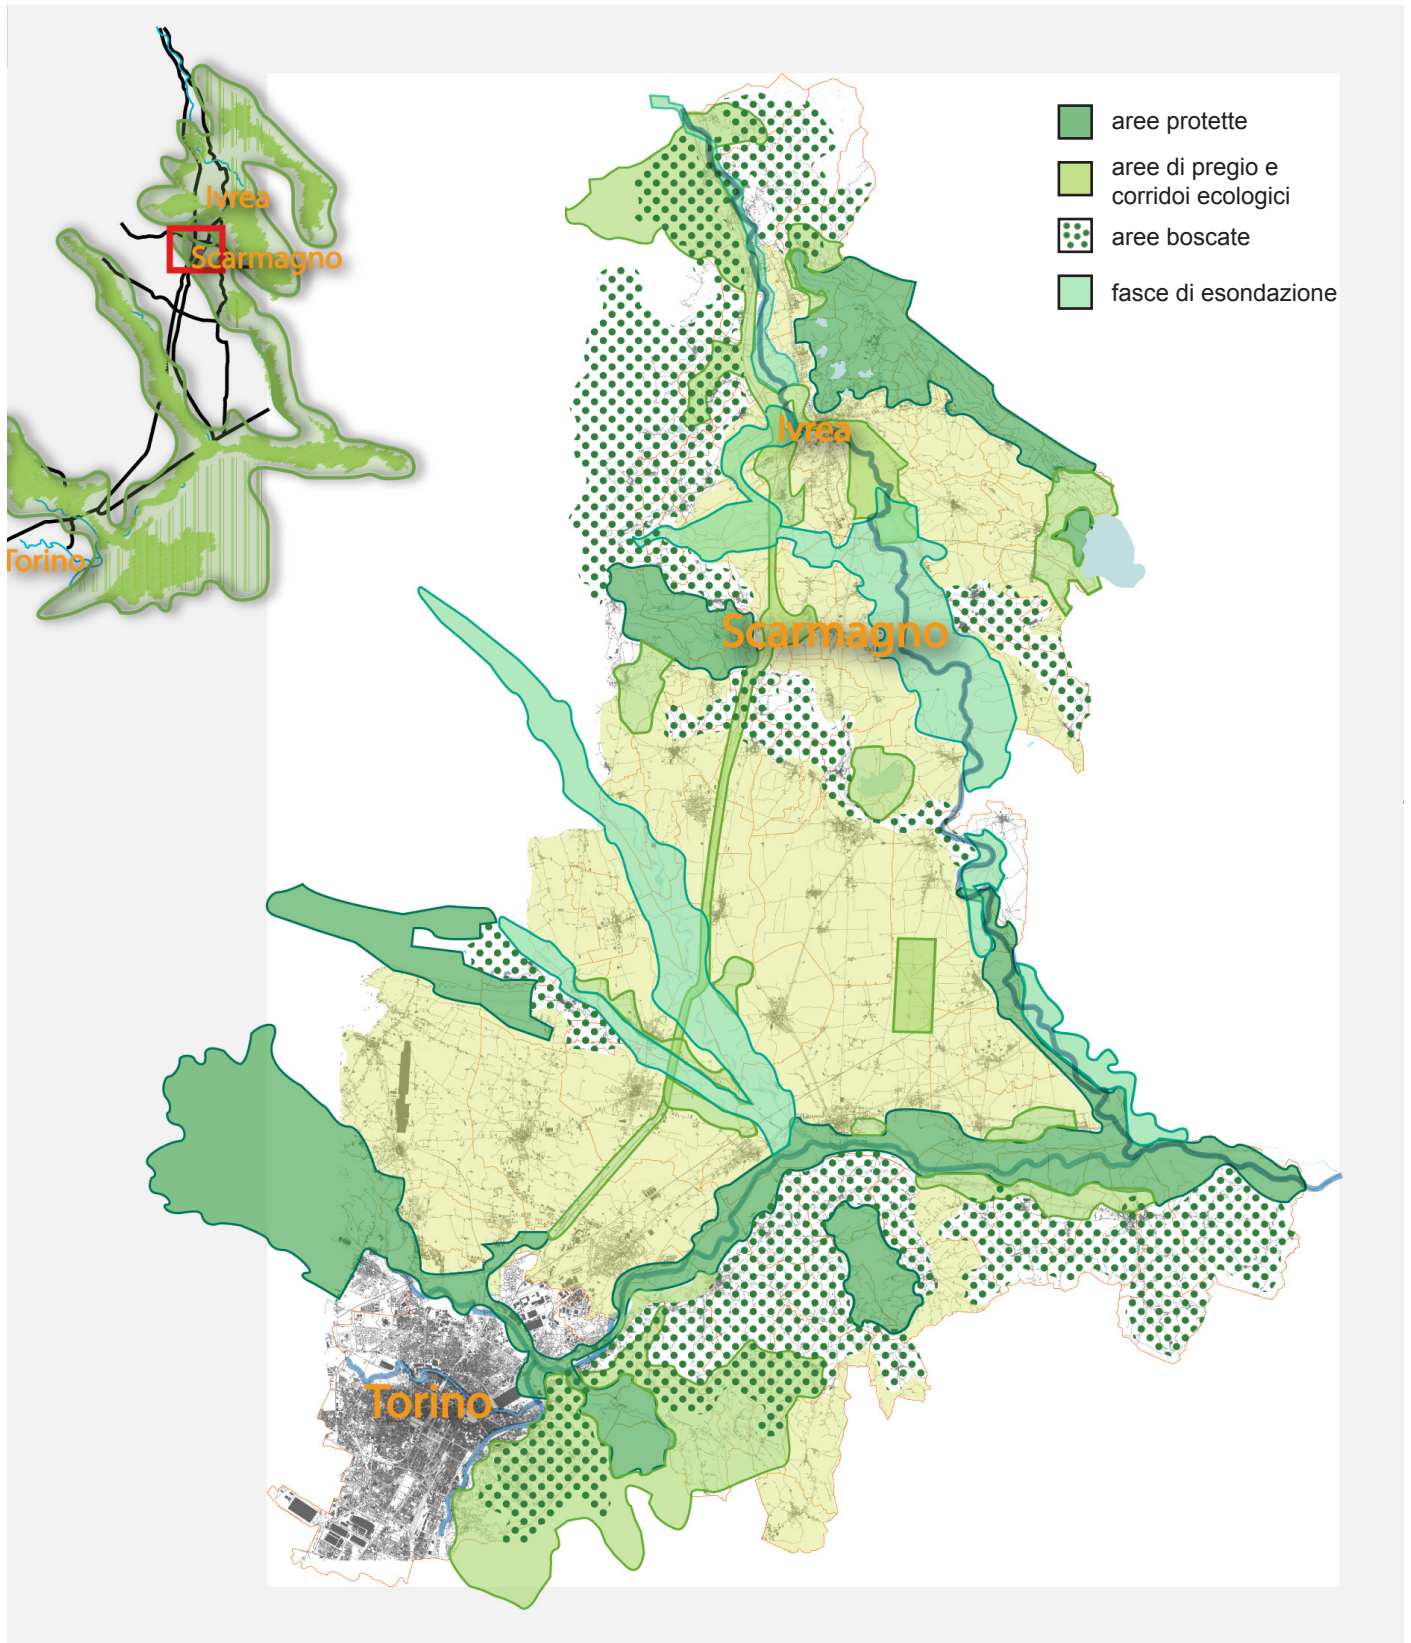 Ivrea
Scarmagno
Torino
aree protette
aree di pregio e
corridoi ecologici
aree boscate
fasce di esondazione
Ivrea
Scarmagno
Torino